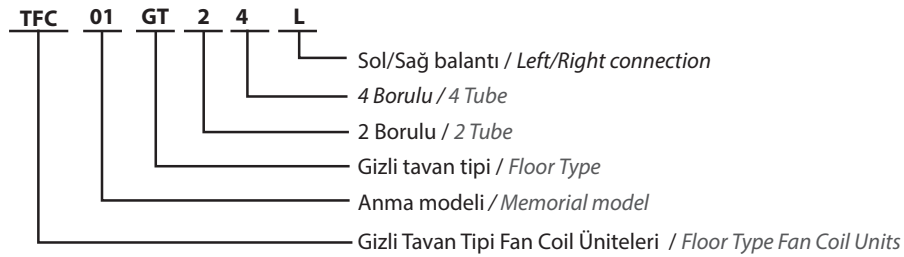 TFC 01 GT 2 4 L
Sol/Sağ balantı / Left/Right connection
4 Borulu / 4 Tube
2 Borulu / 2 Tube
Gizli tavan tipi / Floor Type
Anma modeli / Memorial model
Gizli Tavan Tipi Fan Coil Üniteleri / Floor Type Fan Coil Units